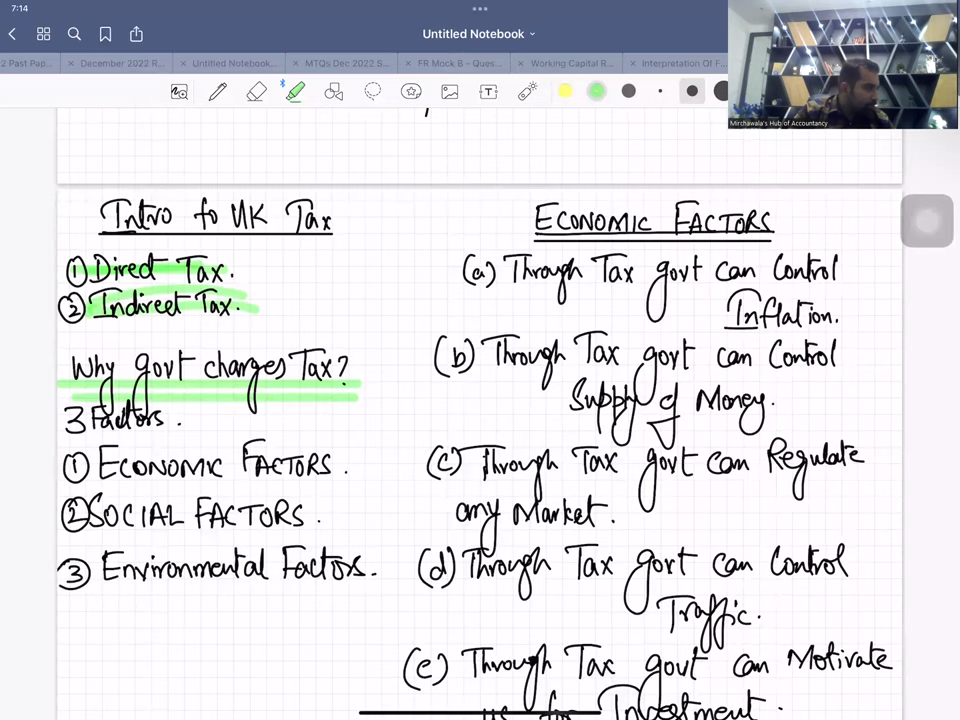 7:14
Untitled Notebook
2 Past Pap...
December 2022 R...
Untitled Notebook...
MTQs Dec 2022 S...
FR Mock B - Ques...
Working Capital R...
Interpretation Of F...
Mirchawala's Hub of Accountancy
Intro to UK Tax
① Direct Tax.
② Indirect Tax.
Why govt charges Tax?
3 Factors.
① ECONOMIC FACTORS.
② SOCIAL FACTORS.
③ Environmental Factors.
ECONOMIC FACTORS
(a) Through Tax govt can Control
Inflation.
(b) Through Tax govt can Control
Supply of Money.
(c) Through Tax govt can Regulate
any Market.
(d) Through Tax govt can Control
Traffic.
(e) Through Tax govt can Motivate
us for Investment.